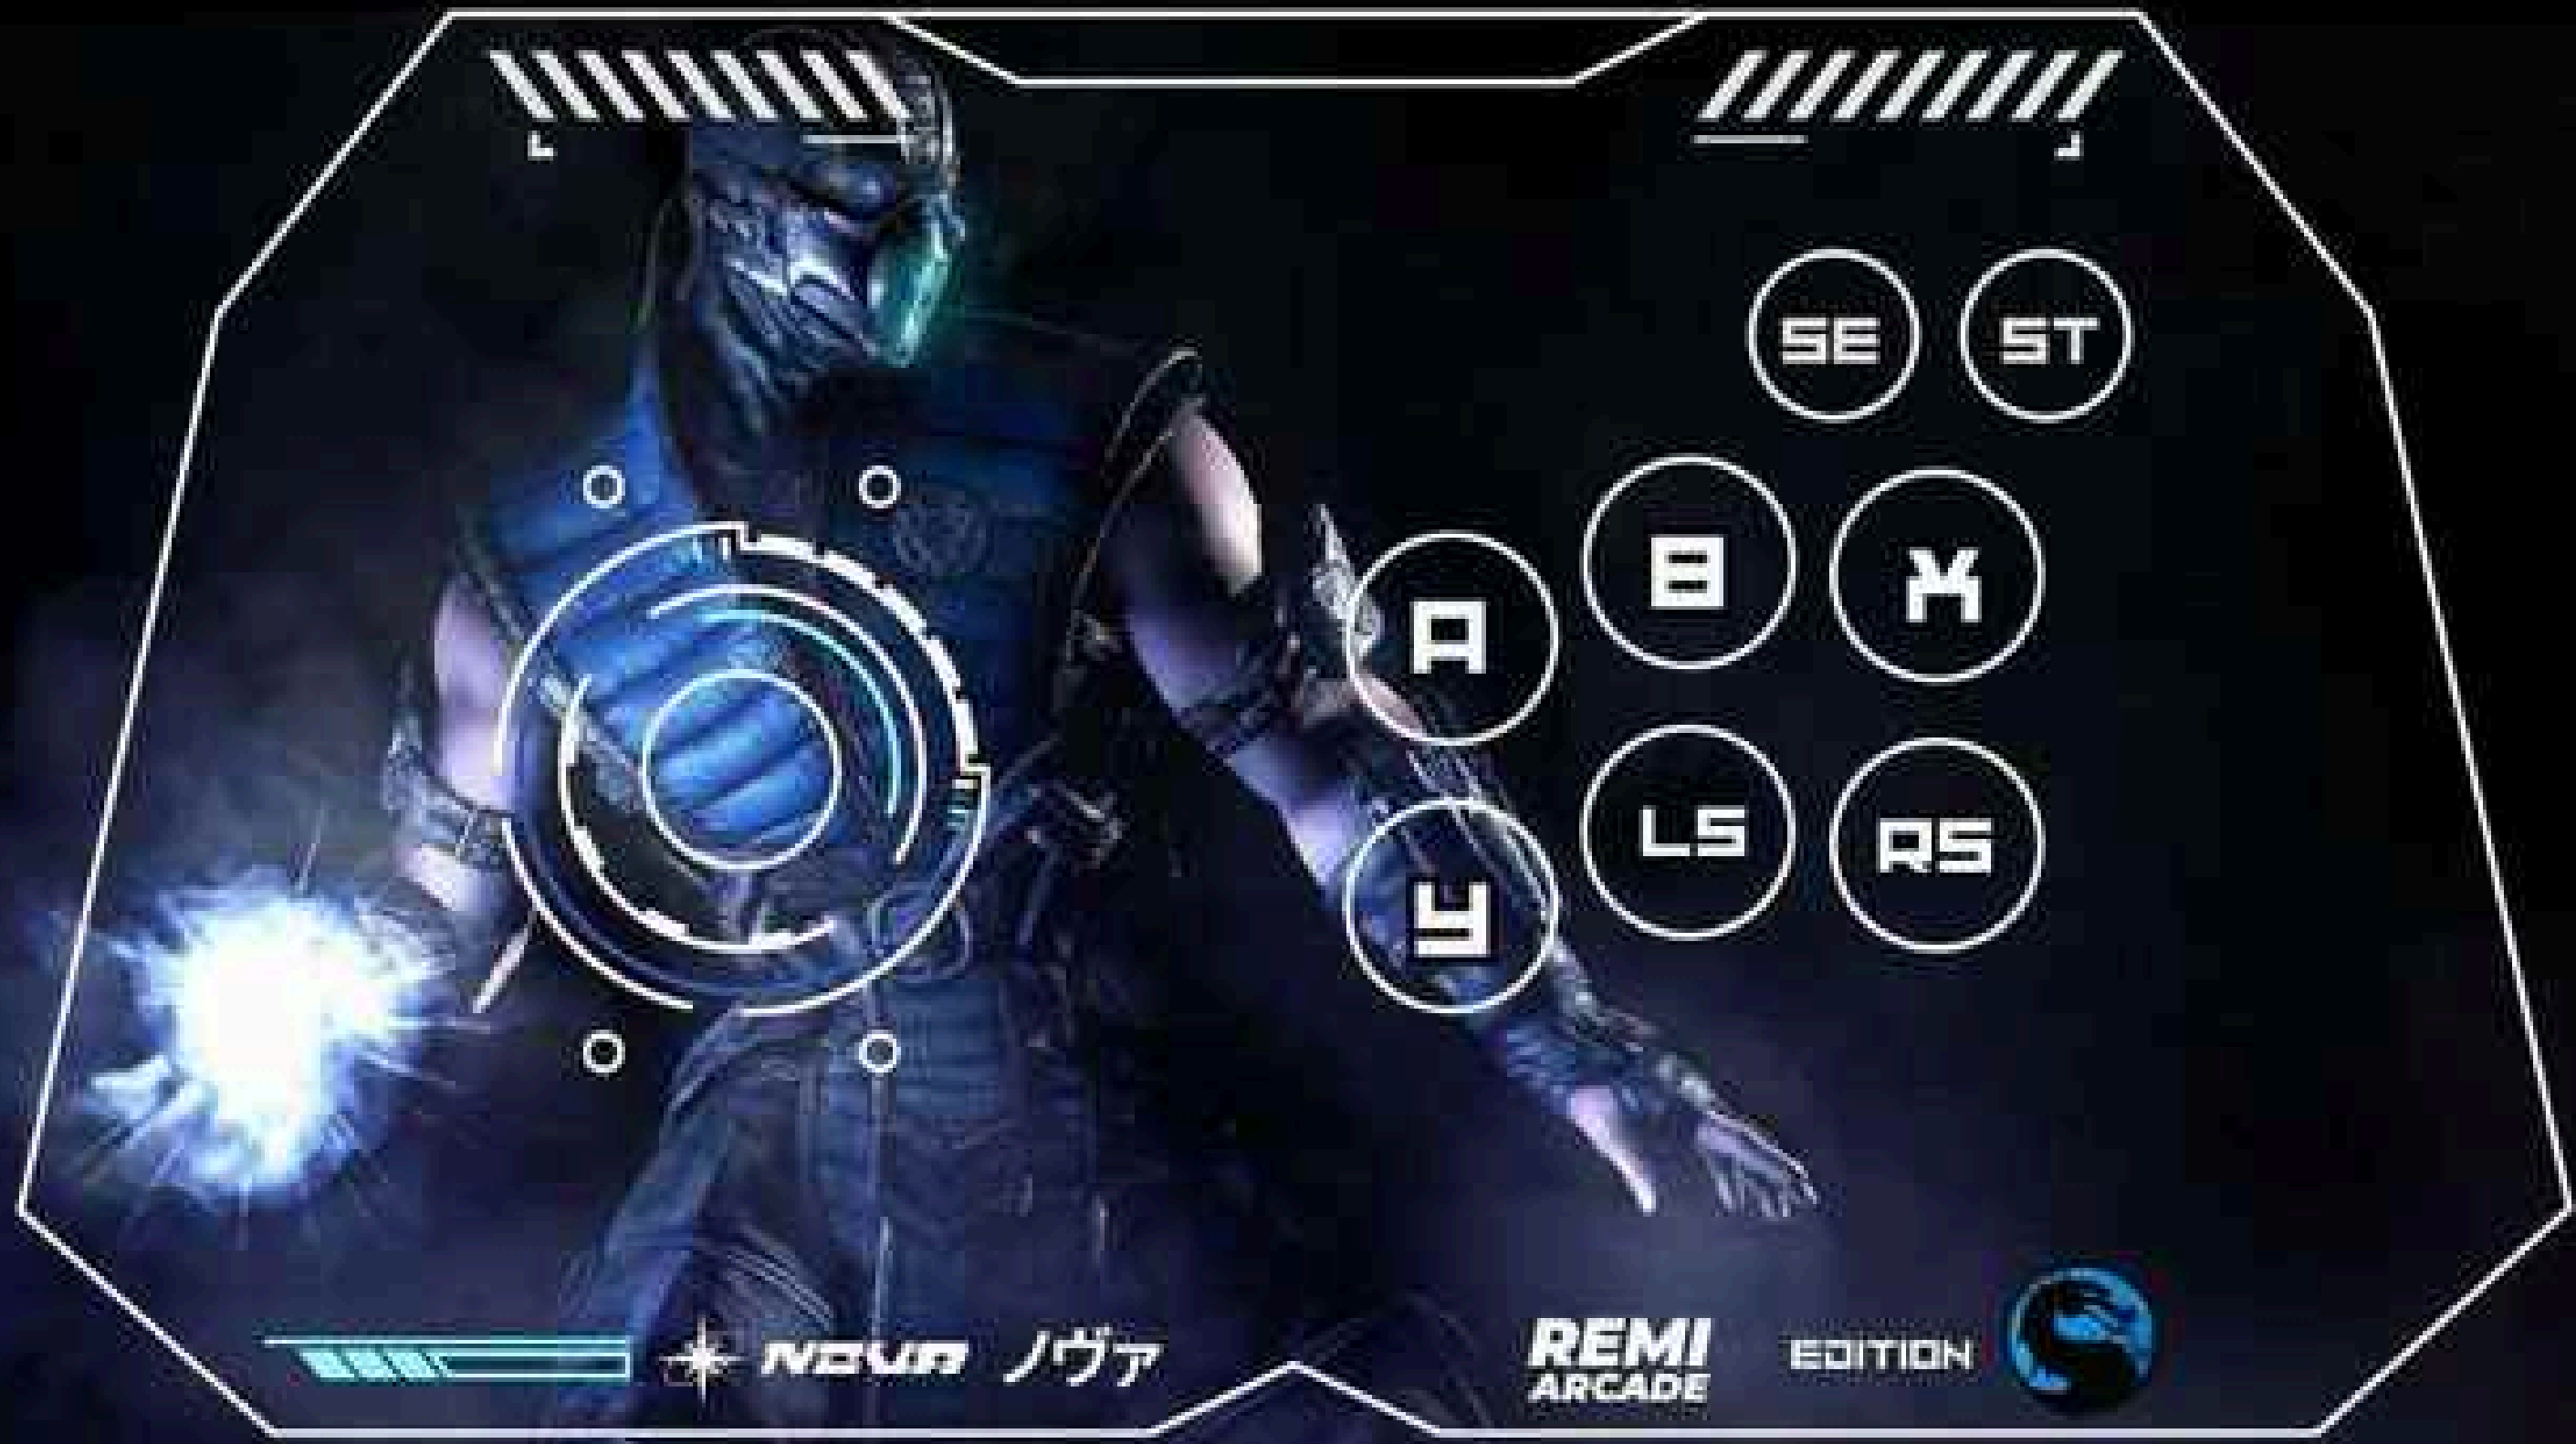 SE ST
A B X
Y LS RS
NOVA ノヴァ
REMI
ARCADE
EDITION